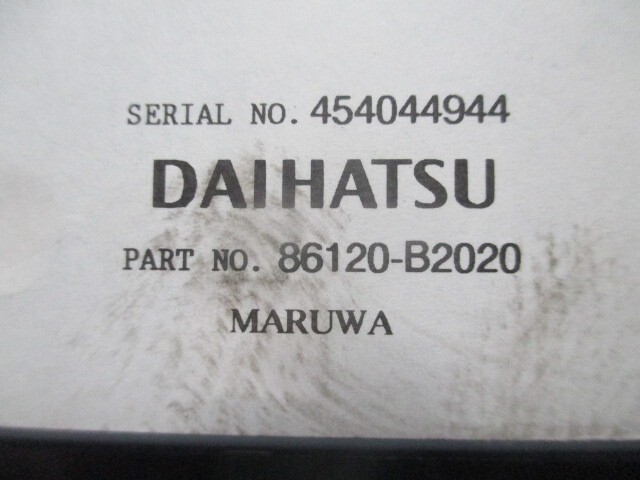 SERIAL NO. 454044944
DAIHATSU
PART NO. 86120-B2020
MARUWA